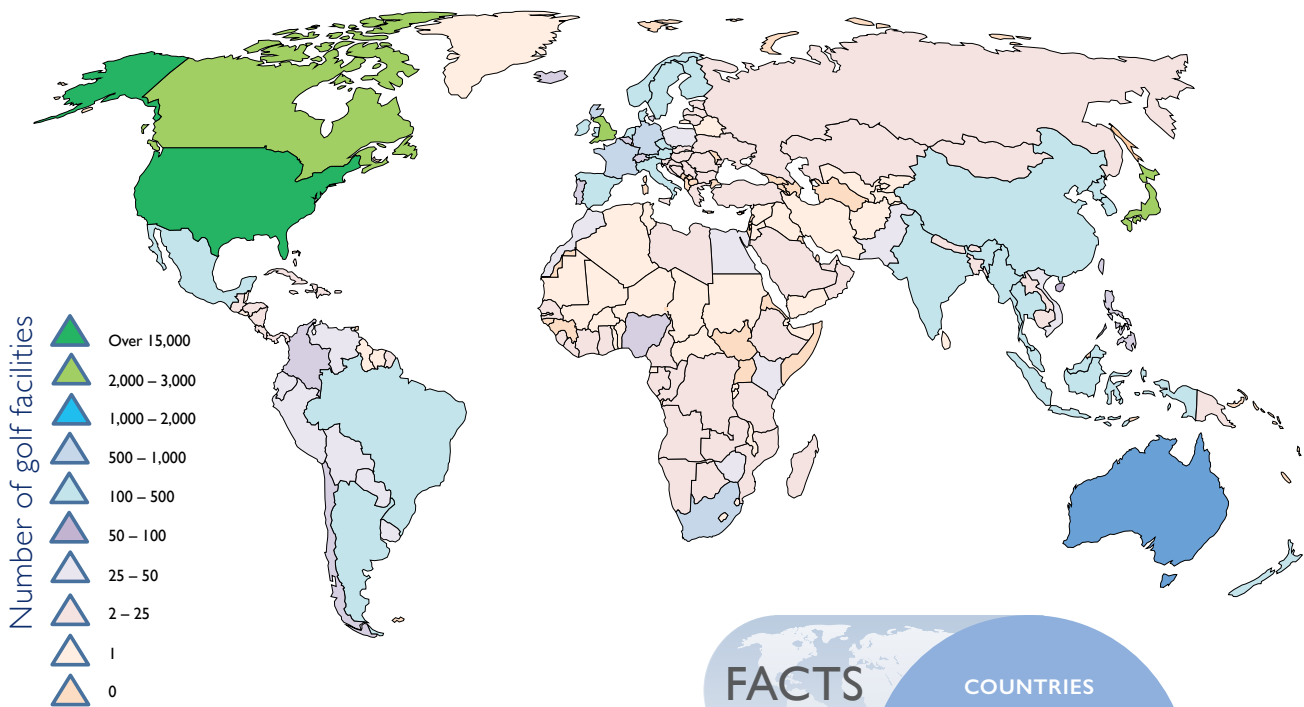 Number of golf facilities
Over 15,000
2,000 – 3,000
1,000 – 2,000
500 – 1,000
100 – 500
50 – 100
25 – 50
2 – 25
1
0
FACTS
COUNTRIES